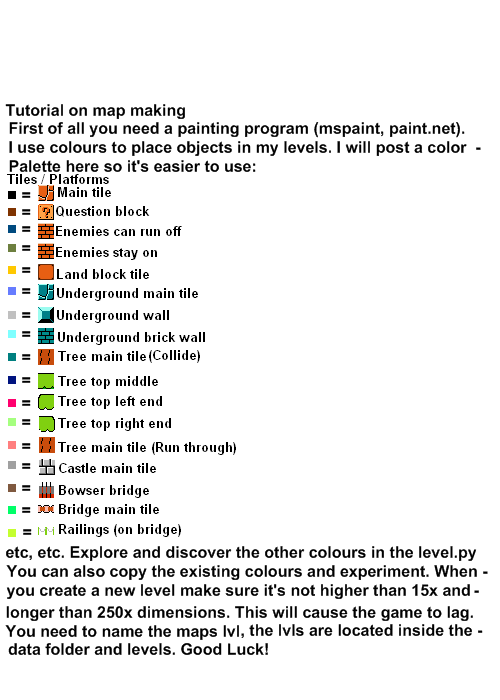 Tutorial on map making
First of all you need a painting program (mspaint, paint.net).
I use colours to place objects in my levels. I will post a color -
Palette here so it's easier to use:
Tiles / Platforms
= Main tile
= ? Question block
= Enemies can run off
= Enemies stay on
= Land block tile
= Underground main tile
= Underground wall
= Underground brick wall
= Tree main tile (Collide)
= Tree top middle
= Tree top left end
= Tree top right end
= Tree main tile (Run through)
= Castle main tile
= Bowser bridge
= Bridge main tile
= Railings (on bridge)
etc, etc. Explore and discover the other colours in the level.py
You can also copy the existing colours and experiment. When -
you create a new level make sure it's not higher than 15x and -
longer than 250x dimensions. This will cause the game to lag.
You need to name the maps lvl, the lvls are located inside the -
data folder and levels. Good Luck!